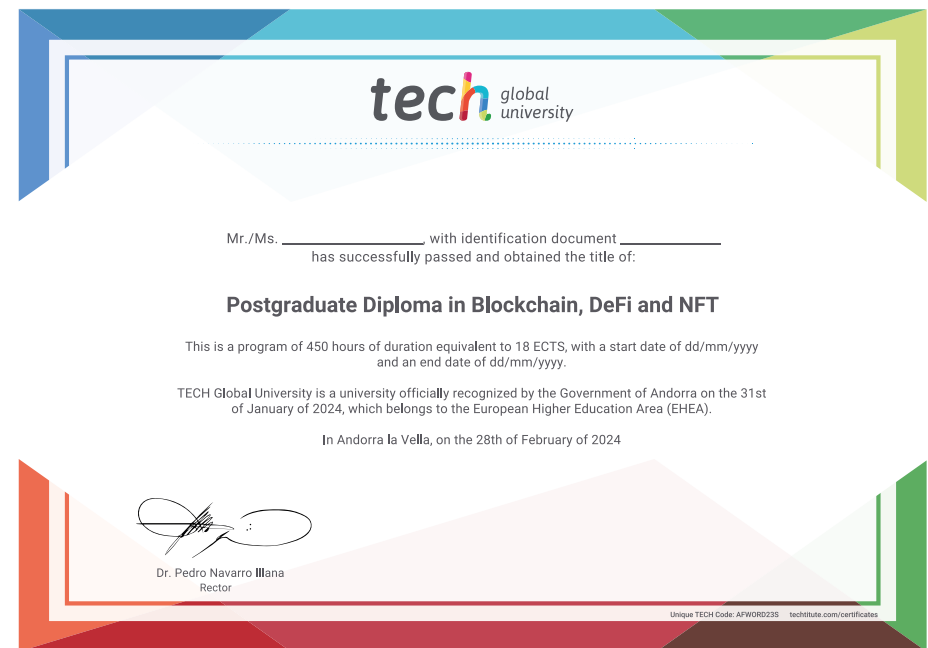 tech global
university
Mr./Ms. ____________________, with identification document ______________
has successfully passed and obtained the title of:
Postgraduate Diploma in Blockchain, DeFi and NFT
This is a program of 450 hours of duration equivalent to 18 ECTS, with a start date of dd/mm/yyyy
and an end date of dd/mm/yyyy.
TECH Global University is a university officially recognized by the Government of Andorra on the 31st
of January of 2024, which belongs to the European Higher Education Area (EHEA).
In Andorra la Vella, on the 28th of February of 2024
Dr. Pedro Navarro Illana
Rector
Unique TECH Code: AFWORD23S techtitute.com/certificates